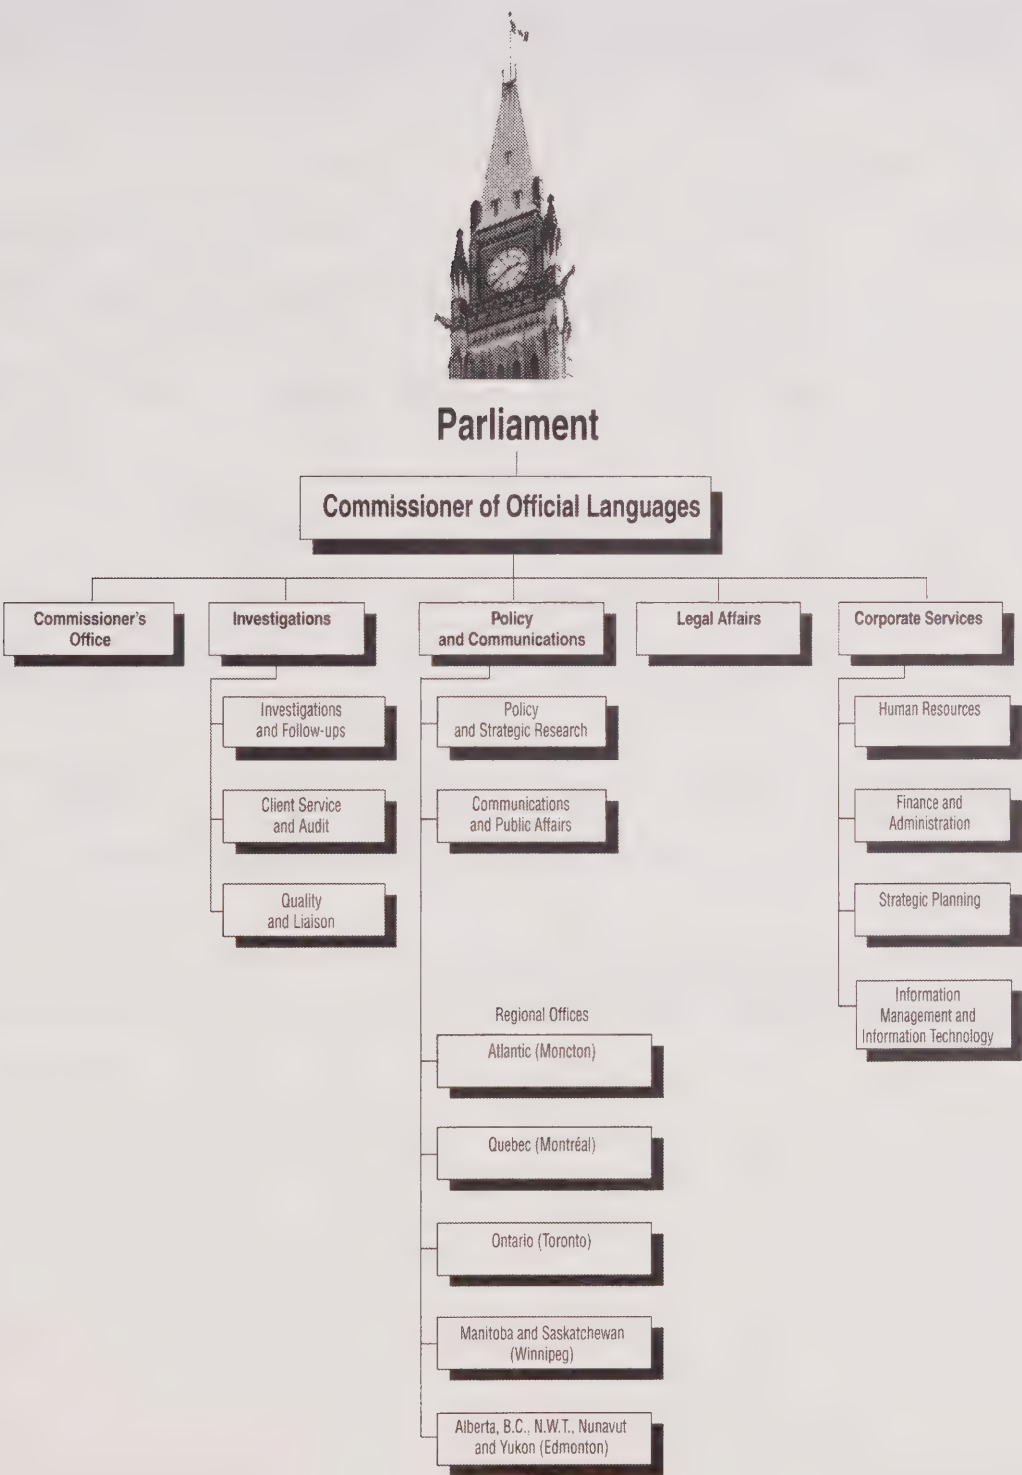 Parliament
Commissioner of Official Languages
Commissioner's
Office
Investigations
Policy
and Communications
Legal Affairs
Corporate Services
Investigations
and Follow-ups
Client Service
and Audit
Quality
and Liaison
Policy
and Strategic Research
Communications
and Public Affairs
Regional Offices
Atlantic (Moncton)
Quebec (Montréal)
Ontario (Toronto)
Manitoba and Saskatchewan
(Winnipeg)
Alberta, B.C., N.W.T., Nunavut
and Yukon (Edmonton)
Human Resources
Finance and
Administration
Strategic Planning
Information
Management and
Information Technology